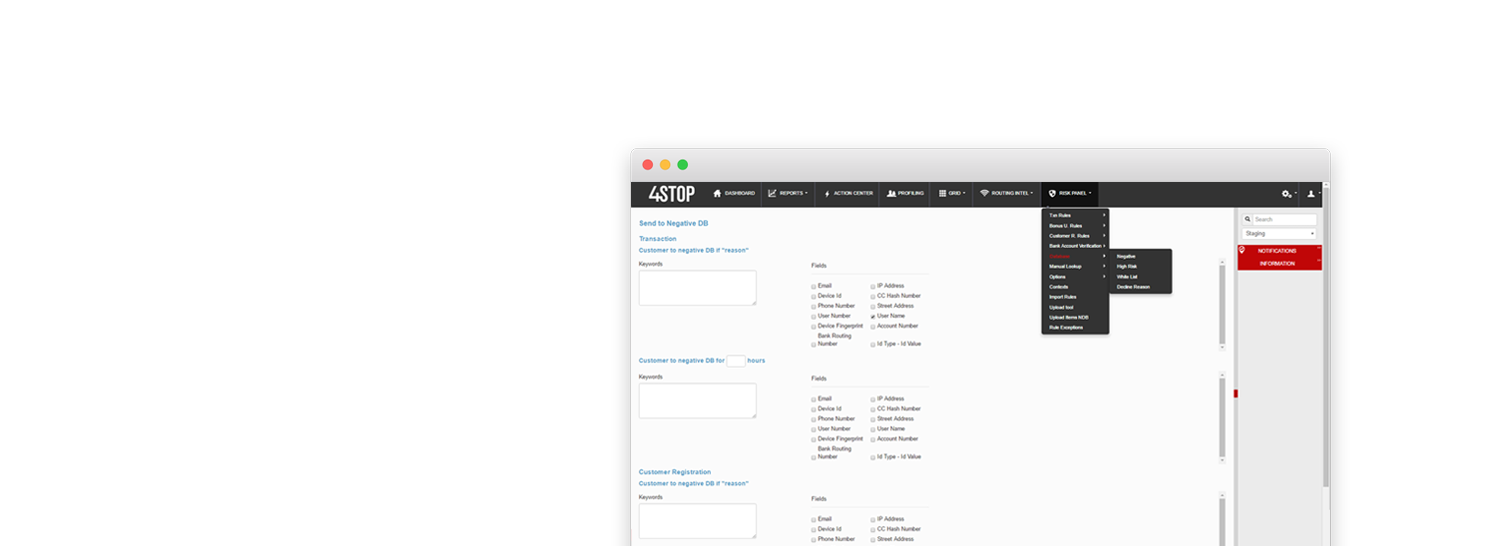 4STOP DASHBOARD REPORTS ACTION CENTER PROFILING GRID ROUTING INTEL RISK PANEL
Txn Rules
Bonus U. Rules
Customer R. Rules
Bank Account Verification
Manual Lookup
Options
Contexts
Import Rules
Upload tool
Upload Items NDB
Rule Exceptions
Negative
High Risk
White List
Decline Reason
Search
Staging
NOTIFICATIONS
INFORMATION
Send to Negative DB
Transaction
Customer to negative DB if "reason"
Keywords
Fields
Email IP Address
Device Id CC Hash Number
Phone Number Street Address
User Number User Name
Device Fingerprint Account Number
Bank Routing
Number Id Type - Id Value
Customer to negative DB for hours
Keywords
Fields
Email IP Address
Device Id CC Hash Number
Phone Number Street Address
User Number User Name
Device Fingerprint Account Number
Bank Routing
Number Id Type - Id Value
Customer Registration
Customer to negative DB if "reason"
Keywords
Fields
Email IP Address
Device Id CC Hash Number
Phone Number Street Address